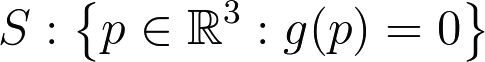 S : {p ∈ ℝ³ : g(p) = 0}